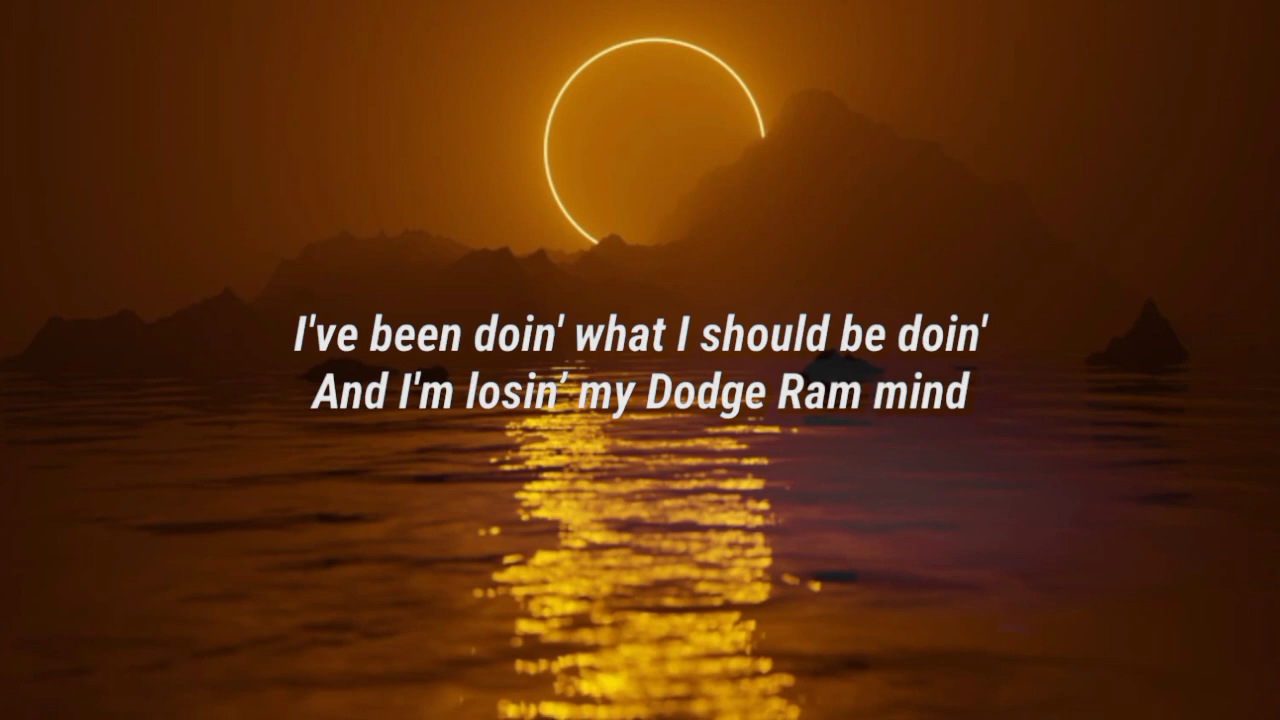 I've been doin' what I should be doin'
And I'm losin’ my Dodge Ram mind